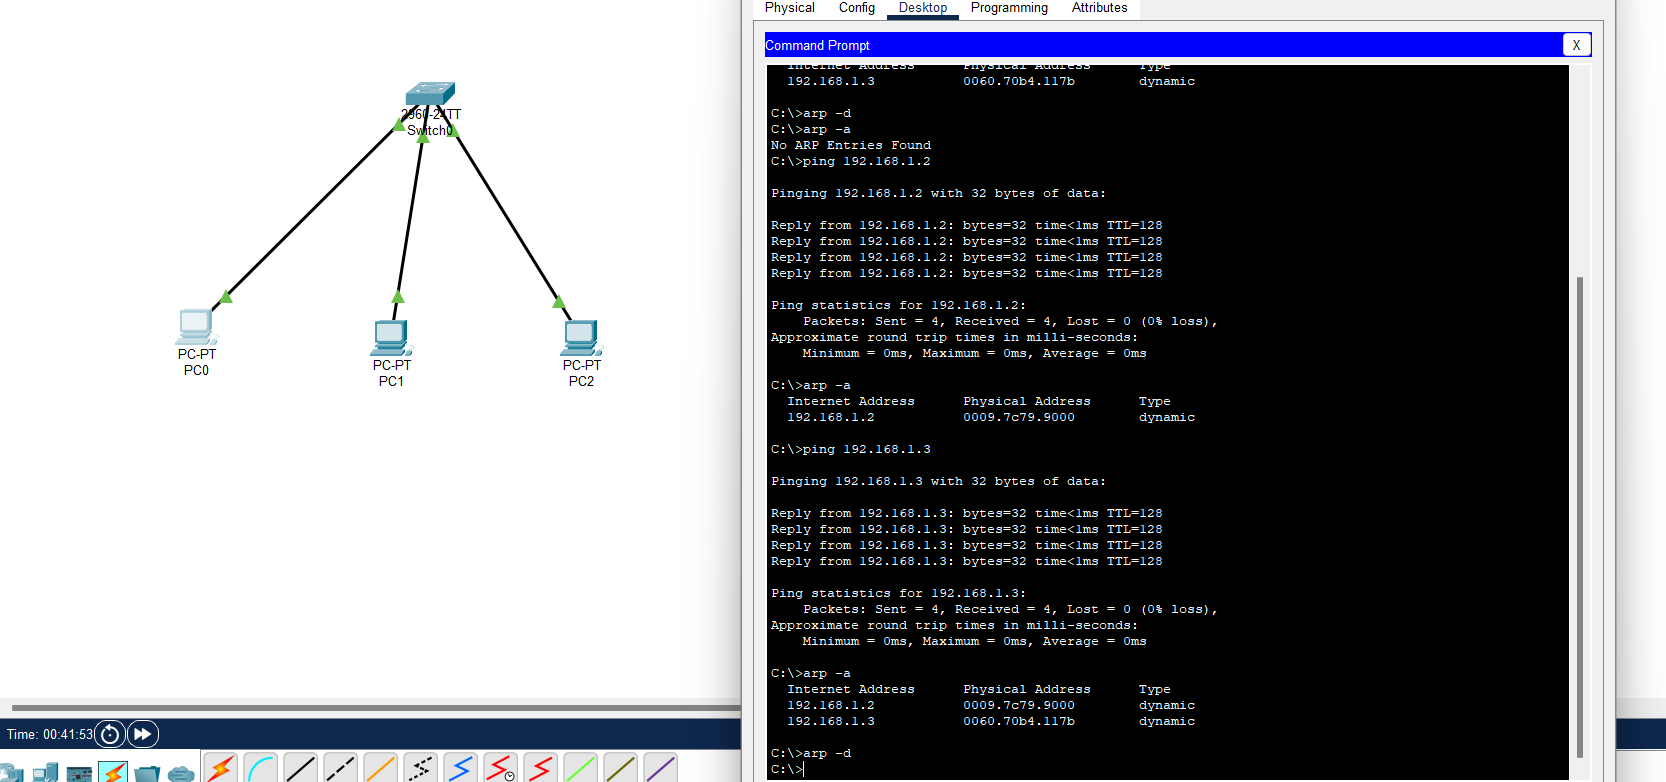 Physical Config Desktop Programming Attributes
Command Prompt X
Internet Address Physical Address Type
192.168.1.3 0060.70b4.117b dynamic
C:\>arp -d
C:\>arp -a
No ARP Entries Found
C:\>ping 192.168.1.2
Pinging 192.168.1.2 with 32 bytes of data:
Reply from 192.168.1.2: bytes=32 time<1ms TTL=128
Reply from 192.168.1.2: bytes=32 time<1ms TTL=128
Reply from 192.168.1.2: bytes=32 time<1ms TTL=128
Reply from 192.168.1.2: bytes=32 time<1ms TTL=128
Ping statistics for 192.168.1.2:
Packets: Sent = 4, Received = 4, Lost = 0 (0% loss),
Approximate round trip times in milli-seconds:
Minimum = 0ms, Maximum = 0ms, Average = 0ms
C:\>arp -a
Internet Address Physical Address Type
192.168.1.2 0009.7c79.9000 dynamic
C:\>ping 192.168.1.3
Pinging 192.168.1.3 with 32 bytes of data:
Reply from 192.168.1.3: bytes=32 time<1ms TTL=128
Reply from 192.168.1.3: bytes=32 time<1ms TTL=128
Reply from 192.168.1.3: bytes=32 time<1ms TTL=128
Reply from 192.168.1.3: bytes=32 time<1ms TTL=128
Ping statistics for 192.168.1.3:
Packets: Sent = 4, Received = 4, Lost = 0 (0% loss),
Approximate round trip times in milli-seconds:
Minimum = 0ms, Maximum = 0ms, Average = 0ms
C:\>arp -a
Internet Address Physical Address Type
192.168.1.2 0009.7c79.9000 dynamic
192.168.1.3 0060.70b4.117b dynamic
C:\>arp -d
C:\>
2960-24TT
Switch0
PC-PT
PC0
PC-PT
PC1
PC-PT
PC2
Time: 00:41:53